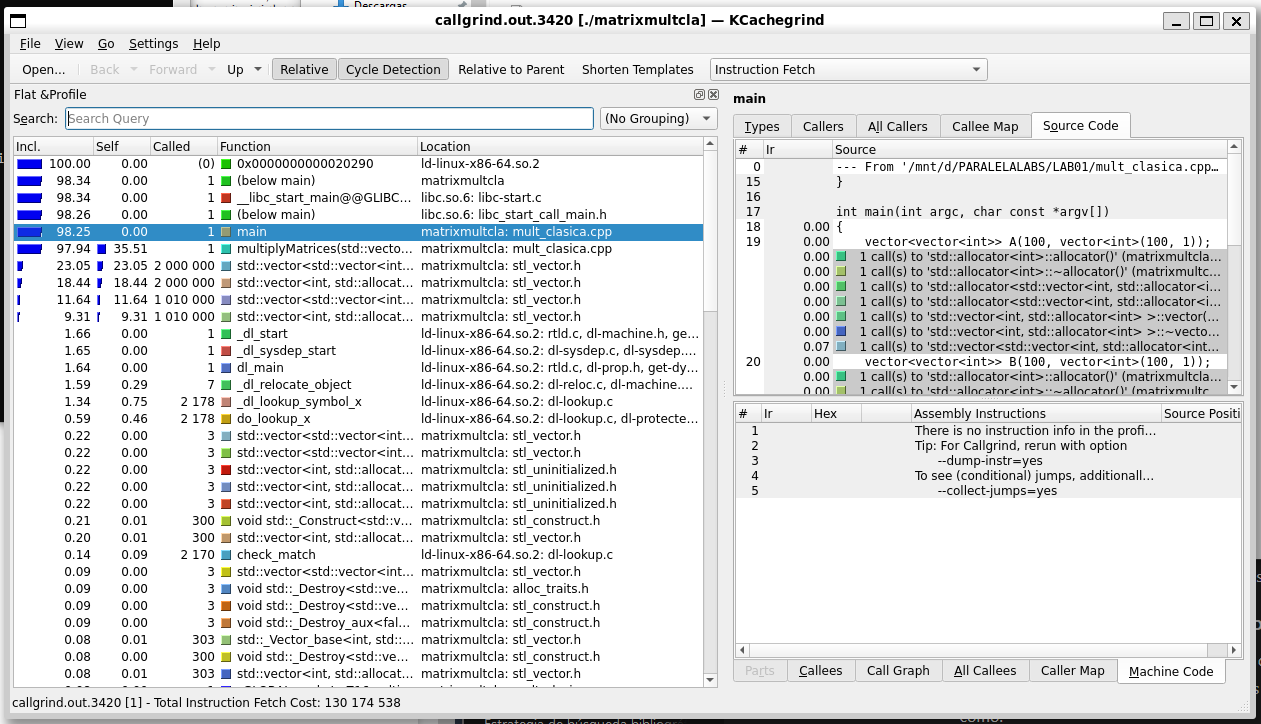 Descargas
callgrind.out.3420 [./matrixmultcla] — KCachegrind
File View Go Settings Help
Open... Back Forward Up Relative Cycle Detection Relative to Parent Shorten Templates Instruction Fetch
Flat &Profile
Search: Search Query (No Grouping)
Incl. Self Called Function Location
100.00 0.00 (0) 0x0000000000020290 ld-linux-x86-64.so.2
98.34 0.00 1 (below main) matrixmultcla
98.34 0.00 1 __libc_start_main@@GLIBC... libc.so.6: libc-start.c
98.26 0.00 1 (below main) libc.so.6: libc_start_call_main.h
98.25 0.00 1 main matrixmultcla: mult_clasica.cpp
97.94 35.51 1 multiplyMatrices(std::vecto... matrixmultcla: mult_clasica.cpp
23.05 23.05 2 000 000 std::vector<std::vector<int... matrixmultcla: stl_vector.h
18.44 18.44 2 000 000 std::vector<int, std::allocat... matrixmultcla: stl_vector.h
11.64 11.64 1 010 000 std::vector<std::vector<int... matrixmultcla: stl_vector.h
9.31 9.31 1 010 000 std::vector<int, std::allocat... matrixmultcla: stl_vector.h
1.66 0.00 1 _dl_start ld-linux-x86-64.so.2: rtld.c, dl-machine.h, ge...
1.65 0.00 1 _dl_sysdep_start ld-linux-x86-64.so.2: dl-sysdep.c, dl-sysdep....
1.64 0.00 1 dl_main ld-linux-x86-64.so.2: rtld.c, dl-prop.h, get-dy...
1.59 0.29 7 _dl_relocate_object ld-linux-x86-64.so.2: dl-reloc.c, dl-machine....
1.34 0.75 2 178 _dl_lookup_symbol_x ld-linux-x86-64.so.2: dl-lookup.c
0.59 0.46 2 178 do_lookup_x ld-linux-x86-64.so.2: dl-lookup.c, dl-protecte...
0.22 0.00 3 std::vector<std::vector<int... matrixmultcla: stl_vector.h
0.22 0.00 3 std::vector<std::vector<int... matrixmultcla: stl_vector.h
0.22 0.00 3 std::vector<int, std::allocat... matrixmultcla: stl_uninitialized.h
0.22 0.00 3 std::vector<int, std::allocat... matrixmultcla: stl_uninitialized.h
0.22 0.00 3 std::vector<int, std::allocat... matrixmultcla: stl_uninitialized.h
0.21 0.01 300 void std::_Construct<std::v... matrixmultcla: stl_construct.h
0.20 0.01 300 std::vector<int, std::allocat... matrixmultcla: stl_vector.h
0.14 0.09 2 170 check_match ld-linux-x86-64.so.2: dl-lookup.c
0.09 0.00 3 std::vector<std::vector<int... matrixmultcla: stl_vector.h
0.09 0.00 3 void std::_Destroy<std::ve... matrixmultcla: alloc_traits.h
0.09 0.00 3 void std::_Destroy<std::ve... matrixmultcla: stl_construct.h
0.09 0.00 3 void std::_Destroy_aux<fal... matrixmultcla: stl_construct.h
0.08 0.01 303 std::_Vector_base<int, std::... matrixmultcla: stl_vector.h
0.08 0.00 300 void std::_Destroy<std::ve... matrixmultcla: stl_construct.h
0.08 0.01 303 std::vector<int, std::allocat... matrixmultcla: stl_vector.h
main
Types Callers All Callers Callee Map Source Code
# Ir Source
0 --- From '/mnt/d/PARALELALABS/LAB01/mult_clasica.cpp...
15 }
16
17 int main(int argc, char const *argv[])
18 0.00 {
19 0.00 vector<vector<int>> A(100, vector<int>(100, 1));
0.00 1 call(s) to 'std::allocator<int>::allocator()' (matrixmultcla...
0.00 1 call(s) to 'std::allocator<int>::~allocator()' (matrixmultc...
0.00 1 call(s) to 'std::allocator<std::vector<int, std::allocator<i...
0.00 1 call(s) to 'std::allocator<std::vector<int, std::allocator<i...
0.00 1 call(s) to 'std::vector<int, std::allocator<int> >::vector(...
0.00 1 call(s) to 'std::vector<int, std::allocator<int> >::~vecto...
0.07 1 call(s) to 'std::vector<std::vector<int, std::allocator<int...
20 0.00 vector<vector<int>> B(100, vector<int>(100, 1));
0.00 1 call(s) to 'std::allocator<int>::allocator()' (matrixmultcla...
0.00 1 call(s) to 'std::allocator<int>::~allocator()' (matrixmultc...
# Ir Hex Assembly Instructions Source Positi
1 There is no instruction info in the profi...
2 Tip: For Callgrind, rerun with option
3 --dump-instr=yes
4 To see (conditional) jumps, additionall...
5 --collect-jumps=yes
Parts Callees Call Graph All Callees Caller Map Machine Code
callgrind.out.3420 [1] - Total Instruction Fetch Cost: 130 174 538